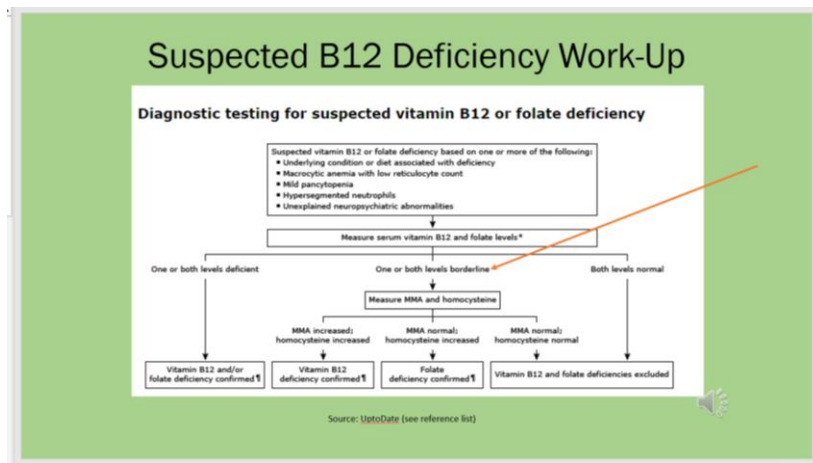 Suspected B12 Deficiency Work-Up
Diagnostic testing for suspected vitamin B12 or folate deficiency
Suspected vitamin B12 or folate deficiency based on one or more of the following:
▪ Underlying condition or diet associated with deficiency
▪ Macrocytic anemia with low reticulocyte count
▪ Mild pancytopenia
▪ Hypersegmented neutrophils
▪ Unexplained neuropsychiatric abnormalities
Measure serum vitamin B12 and folate levels*
One or both levels deficient
One or both levels borderline
Both levels normal
Measure MMA and homocysteine
MMA increased;
homocysteine increased
MMA normal;
homocysteine increased
MMA normal;
homocysteine normal
Vitamin B12 and/or
folate deficiency confirmed¶
Vitamin B12
deficiency confirmed¶
Folate
deficiency confirmed¶
Vitamin B12 and folate deficiencies excluded
Source: UptoDate (see reference list)